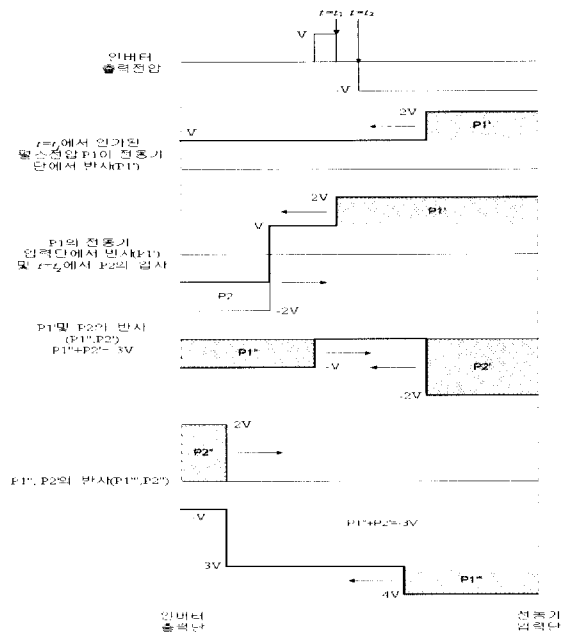 t=t₁ t=t₂
V
인버터
출력전압
-V
2V
P1'
V
t=t₁에서 인가된
펄스전압 P1이 전동기
단에서 반사(P1')
2V
P1'
V
P1의 전동기
입력단에서 반사(P1')
및 t=t₂에서 P2의 입사
P2
-2V
P1'및 P2의 반사
(P1'',P2')
P1''+P2'=-3V
P1''
-V
P2'
-2V
2V
P2''
P1'', P2'의 반사(P1''',P2'')
-V
P1''+P2'=-3V
3V
P1'''
-4V
인버터
출력단
전동기
입력단